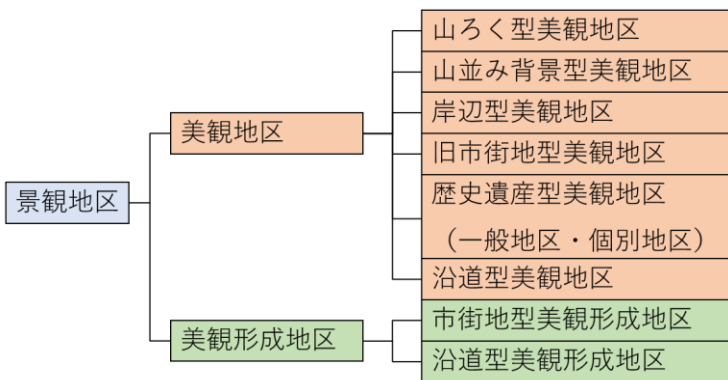 景観地区
美観地区
山ろく型美観地区
山並み背景型美観地区
岸辺型美観地区
旧市街地型美観地区
歴史遺産型美観地区
（一般地区・個別地区）
沿道型美観地区
美観形成地区
市街地型美観形成地区
沿道型美観形成地区